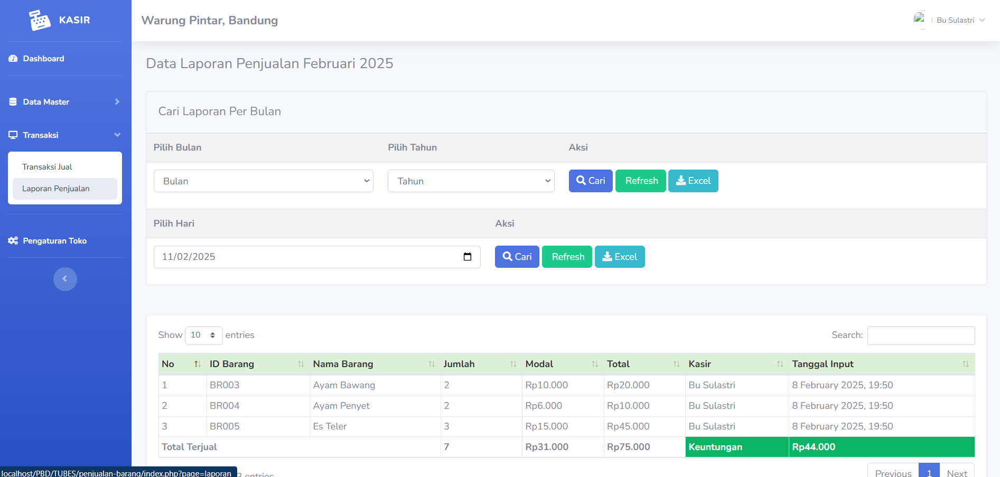 KASIR
Warung Pintar, Bandung
Bu Sulastri
Dashboard
Data Master
Transaksi
Transaksi Jual
Laporan Penjualan
Pengaturan Toko
Data Laporan Penjualan Februari 2025
Cari Laporan Per Bulan
Pilih Bulan Pilih Tahun Aksi
Bulan Tahun Cari Refresh Excel
Pilih Hari Aksi
11/02/2025 Cari Refresh Excel
Show 10 entries Search:
No ID Barang Nama Barang Jumlah Modal Total Kasir Tanggal Input
1 BR003 Ayam Bawang 2 Rp10.000 Rp20.000 Bu Sulastri 8 February 2025, 19:50
2 BR004 Ayam Penyet 2 Rp6.000 Rp10.000 Bu Sulastri 8 February 2025, 19:50
3 BR005 Es Teler 3 Rp15.000 Rp45.000 Bu Sulastri 8 February 2025, 19:50
Total Terjual 7 Rp31.000 Rp75.000 Keuntungan Rp44.000
3 entries Previous 1 Next
localhost/PBD/TUBES/penjualan-barang/index.php?page=laporan